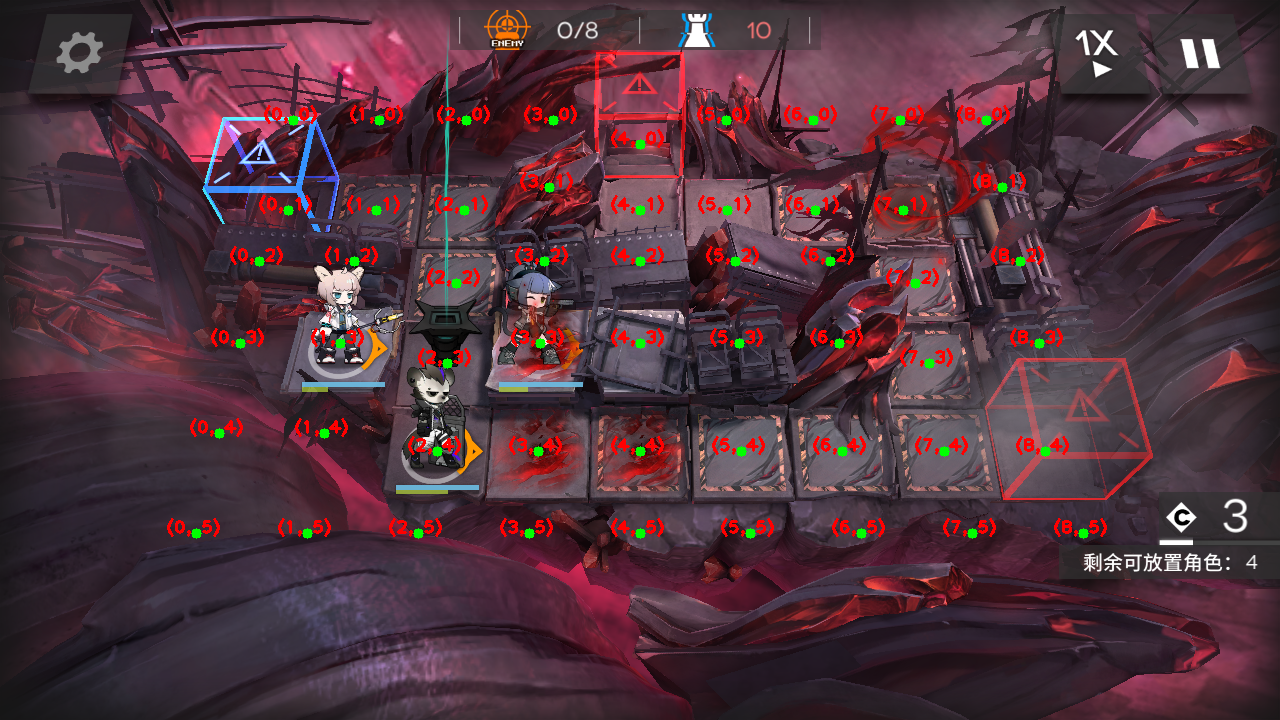 ENEMY 0/8 10 1X
(0,0) (1,0) (2,0) (3,0) (4,0) (5,0) (6,0) (7,0) (8,0)
(0,1) (1,1) (2,1) (3,1) (4,1) (5,1) (6,1) (7,1) (8,1)
(0,2) (1,2) (2,2) (3,2) (4,2) (5,2) (6,2) (7,2) (8,2)
(0,3) (1,3) (2,3) (3,3) (4,3) (5,3) (6,3) (7,3) (8,3)
(0,4) (1,4) (2,4) (3,4) (4,4) (5,4) (6,4) (7,4) (8,4)
(0,5) (1,5) (2,5) (3,5) (4,5) (5,5) (6,5) (7,5) (8,5)
C 3
剩余可放置角色：4